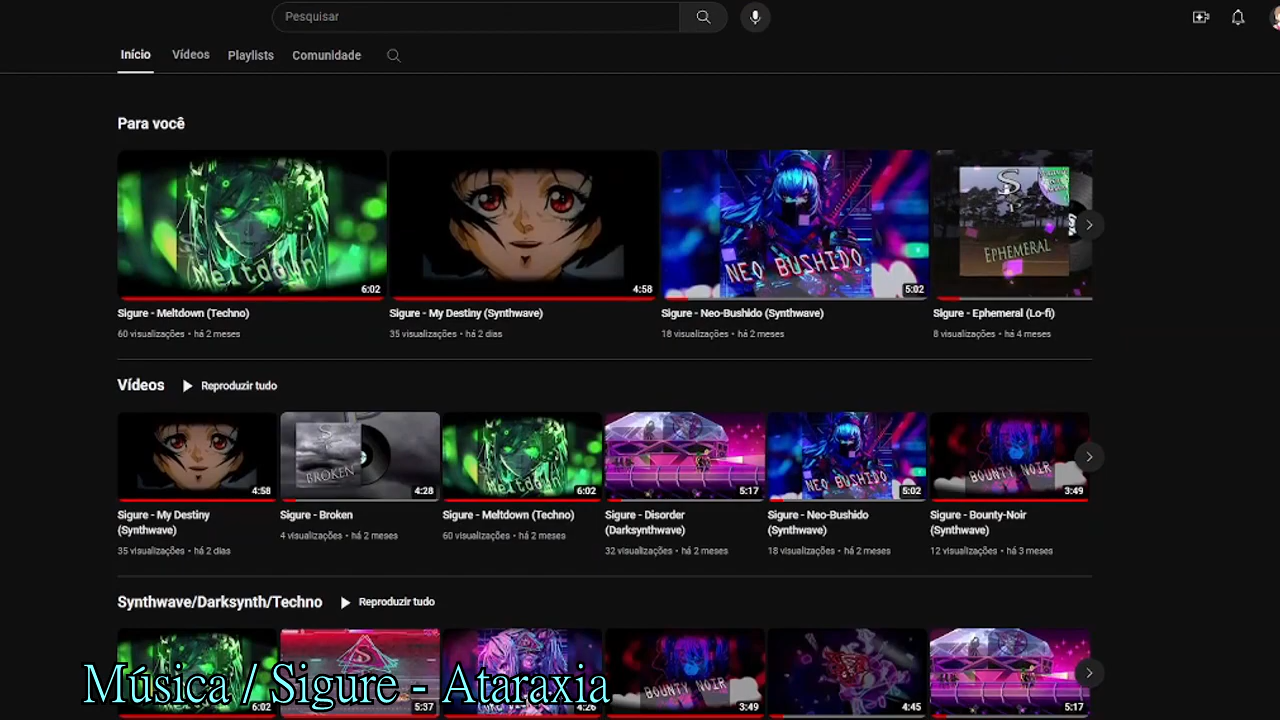 Pesquisar
Início Vídeos Playlists Comunidade
Para você
Meltdown
6:02
4:58
NEO BUSHIDO
5:02
S
EPHEMERAL
Sigure - Meltdown (Techno)
60 visualizações • há 2 meses
Sigure - My Destiny (Synthwave)
35 visualizações • há 2 dias
Sigure - Neo-Bushido (Synthwave)
18 visualizações • há 2 meses
Sigure - Ephemeral (Lo-fi)
8 visualizações • há 4 meses
Vídeos Reproduzir tudo
4:58
BROKEN
4:28
Meltdown
6:02
5:17
NEO BUSHIDO
5:02
BOUNTY NOIR
3:49
Sigure - My Destiny
(Synthwave)
35 visualizações • há 2 dias
Sigure - Broken
4 visualizações • há 2 meses
Sigure - Meltdown (Techno)
60 visualizações • há 2 meses
Sigure - Disorder
(Darksynthwave)
32 visualizações • há 2 meses
Sigure - Neo-Bushido
(Synthwave)
18 visualizações • há 2 meses
Sigure - Bounty-Noir
(Synthwave)
12 visualizações • há 3 meses
Synthwave/Darksynth/Techno Reproduzir tudo
6:02
S
5:37
4:26
BOUNTY NOIR
3:49
4:45
5:17
Música / Sigure - Ataraxia